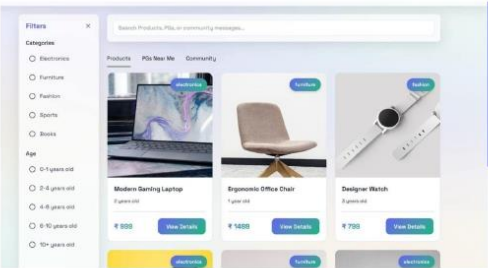 Filters ×
Categories
Electronics
Furniture
Fashion
Sports
Books
Age
0-1 years old
2-4 years old
4-6 years old
6-10 years old
10+ years old
Search Products, PGs, or community messages...
Products PGs Near Me Community
electronics
Modern Gaming Laptop
2 years old
₹ 999 View Details
furniture
Ergonomic Office Chair
1 year old
₹ 1499 View Details
fashion
Designer Watch
3 years old
₹ 799 View Details
electronics
furniture
electronics